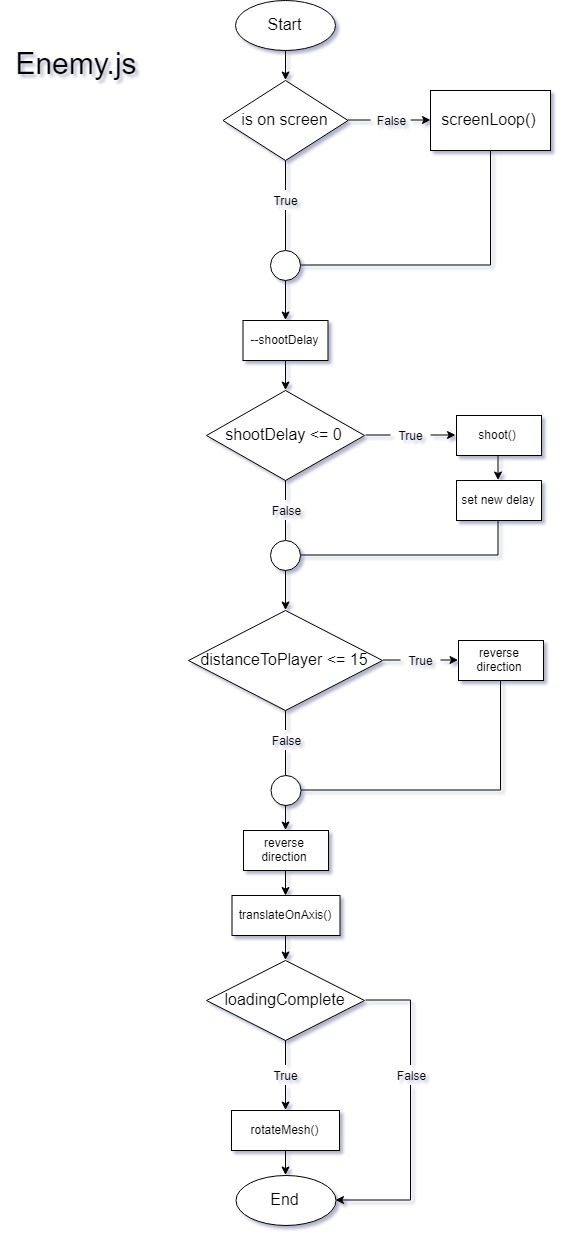 Start
Enemy.js
is on screen
False
screenLoop()
True
--shootDelay
shootDelay <= 0
True
shoot()
set new delay
False
distanceToPlayer <= 15
True
reverse
direction
False
reverse
direction
translateOnAxis()
loadingComplete
True
False
rotateMesh()
End